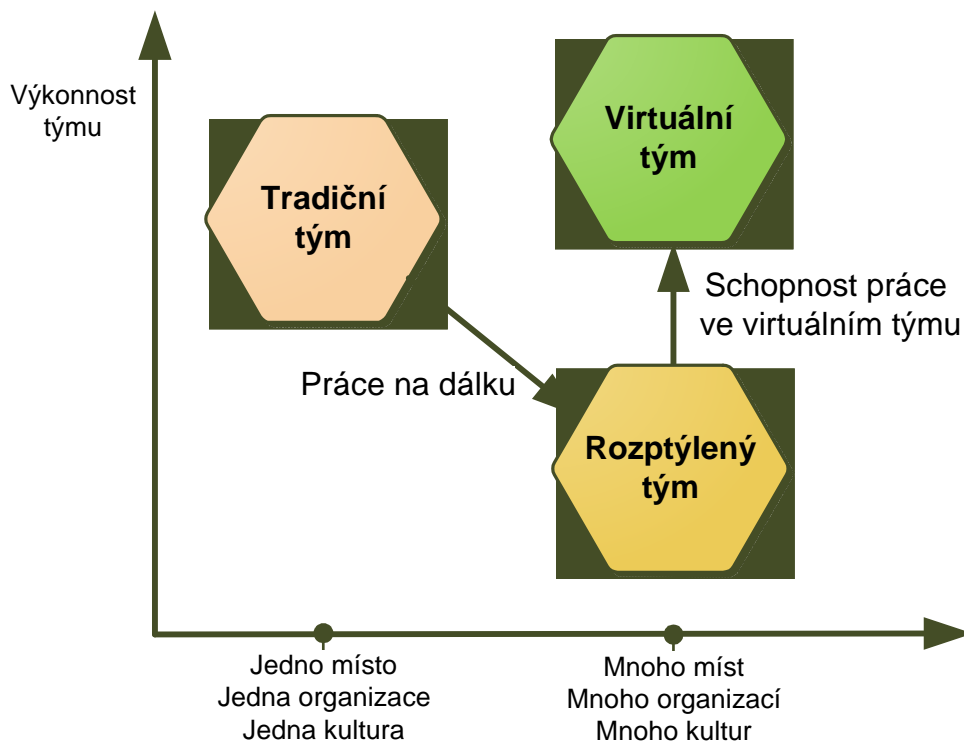 Výkonnost
týmu
Tradiční
tým
Virtuální
tým
Schopnost práce
ve virtuálním týmu
Práce na dálku
Rozptýlený
tým
Jedno místo
Jedna organizace
Jedna kultura
Mnoho míst
Mnoho organizací
Mnoho kultur